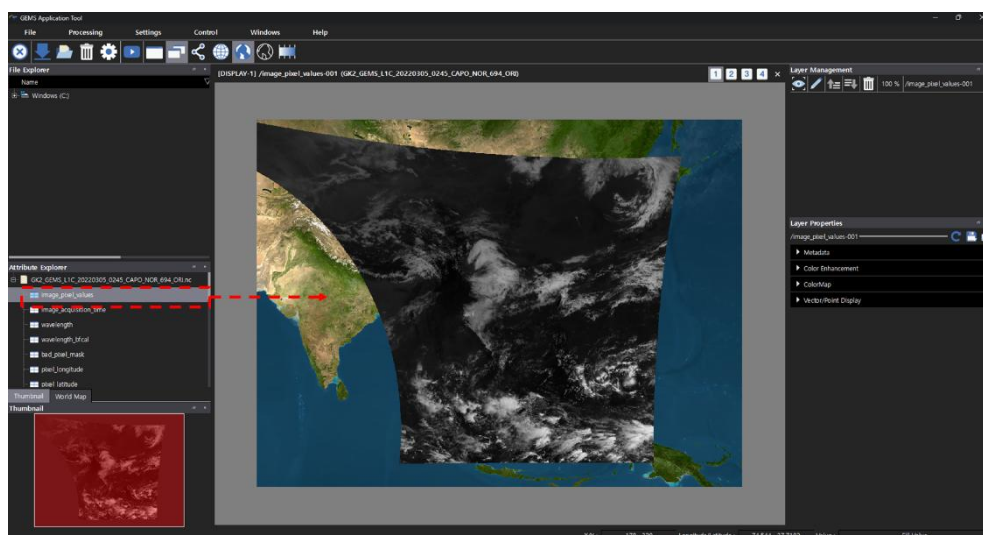 GEMS Application Tool
File Processing Settings Control Windows Help
File Explorer
Name
Windows (C:)
[DISPLAY-1] /image_pixel_values-001 (GK2_GEMS_L1C_20220305_0245_CAPO_NOR_694_ORI)
1 2 3 4
Layer Management
100 % /image_pixel_values-001
Layer Properties
/image_pixel_values-001
Metadata
Color Enhancement
ColorMap
Vector/Point Display
Attribute Explorer
GK2_GEMS_L1C_20220305_0245_CAPO_NOR_694_ORI.nc
image_pixel_values
image_acquisition_time
wavelength
wavelength_bfcal
bad_pixel_mask
pixel_longitude
pixel_latitude
Thumbnail World Map
Thumbnail